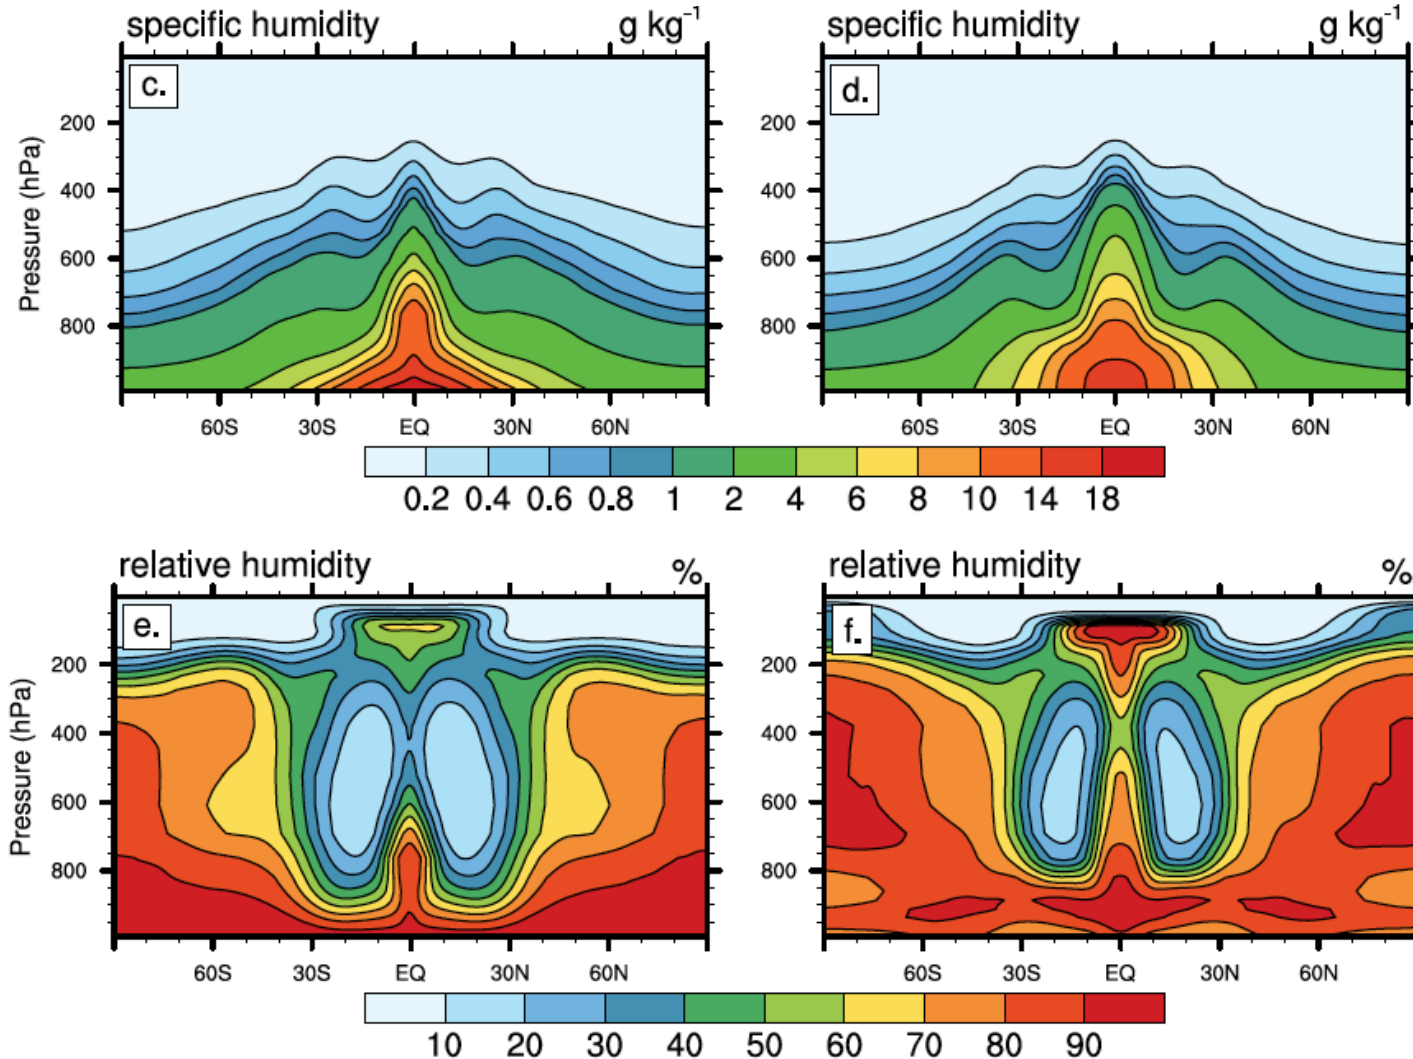 specific humidity g kg⁻¹ specific humidity g kg⁻¹
c. d.
200 200
400 400
600 600
800 800
Pressure (hPa)
60S 30S EQ 30N 60N 60S 30S EQ 30N 60N
0.2 0.4 0.6 0.8 1 2 4 6 8 10 14 18
relative humidity % relative humidity %
e. f.
200 200
400 400
600 600
800 800
Pressure (hPa)
60S 30S EQ 30N 60N 60S 30S EQ 30N 60N
10 20 30 40 50 60 70 80 90